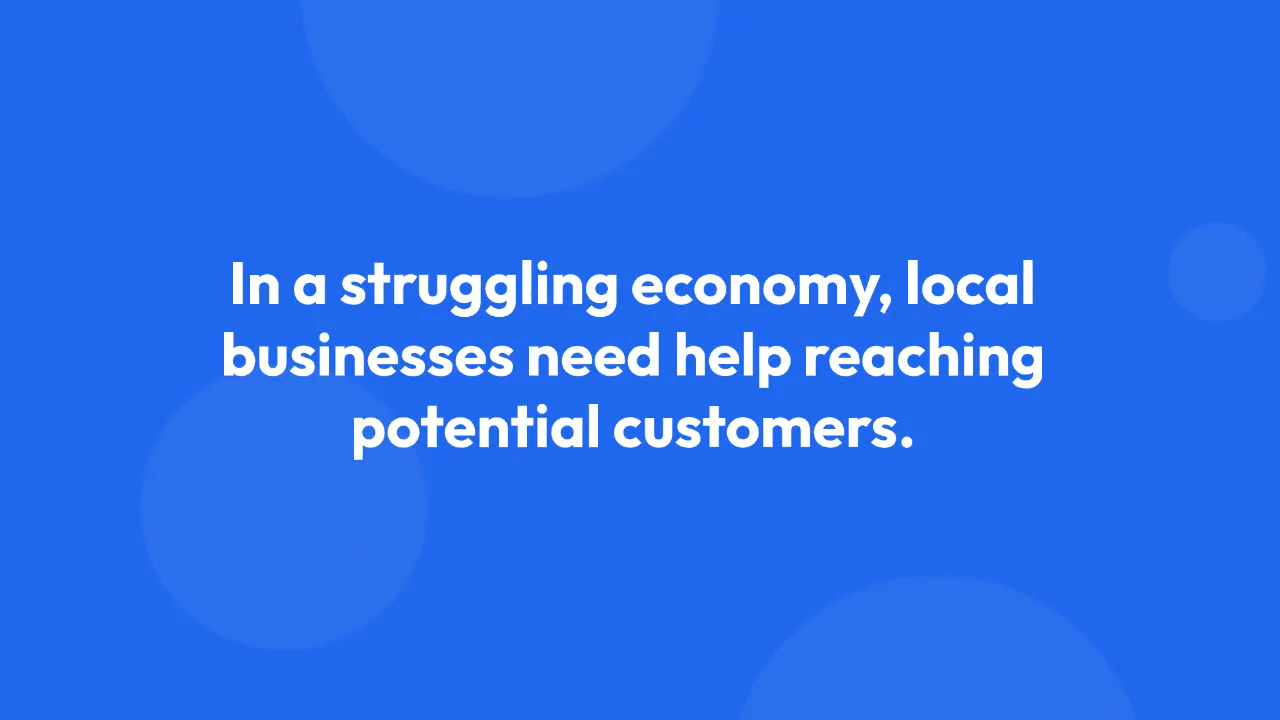 In a struggling economy, local
businesses need help reaching
potential customers.